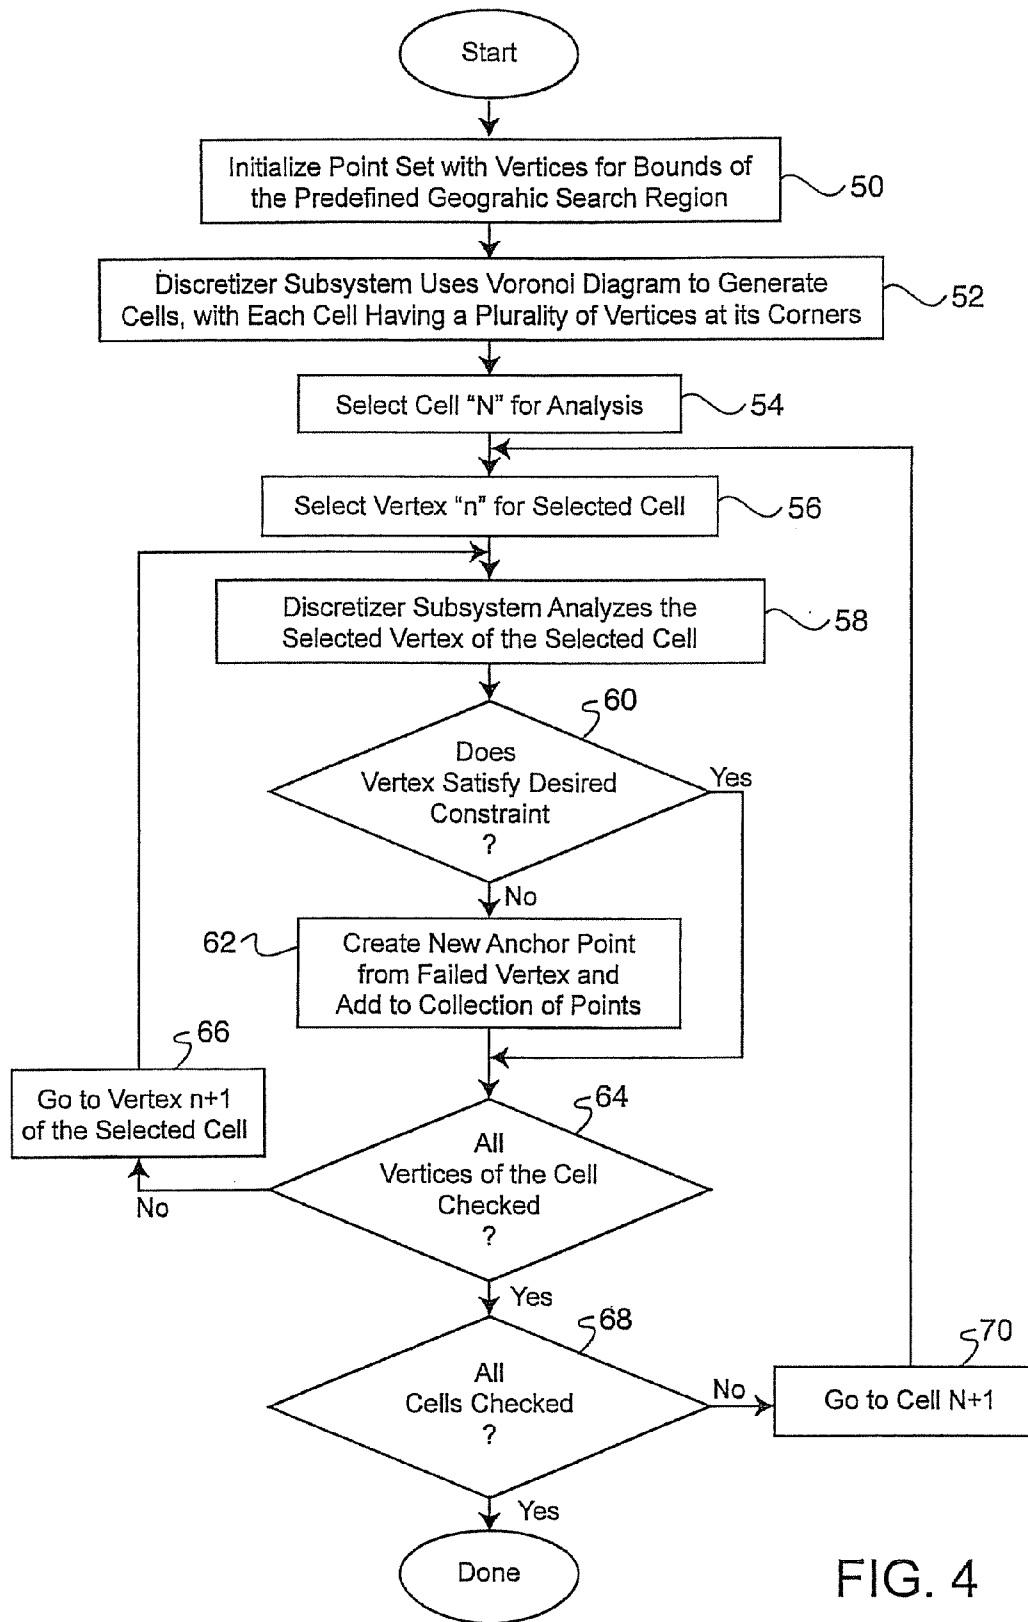 Start
Initialize Point Set with Vertices for Bounds of
the Predefined Geograhic Search Region
50
Discretizer Subsystem Uses Voronoi Diagram to Generate
Cells, with Each Cell Having a Plurality of Vertices at its Corners
52
Select Cell "N" for Analysis
54
Select Vertex "n" for Selected Cell
56
Discretizer Subsystem Analyzes the
Selected Vertex of the Selected Cell
58
60
Does
Vertex Satisfy Desired
Constraint
?
Yes
No
62
Create New Anchor Point
from Failed Vertex and
Add to Collection of Points
66
Go to Vertex n+1
of the Selected Cell
64
All
Vertices of the Cell
Checked
?
No
Yes
68
All
Cells Checked
?
No
70
Go to Cell N+1
Yes
Done
FIG. 4